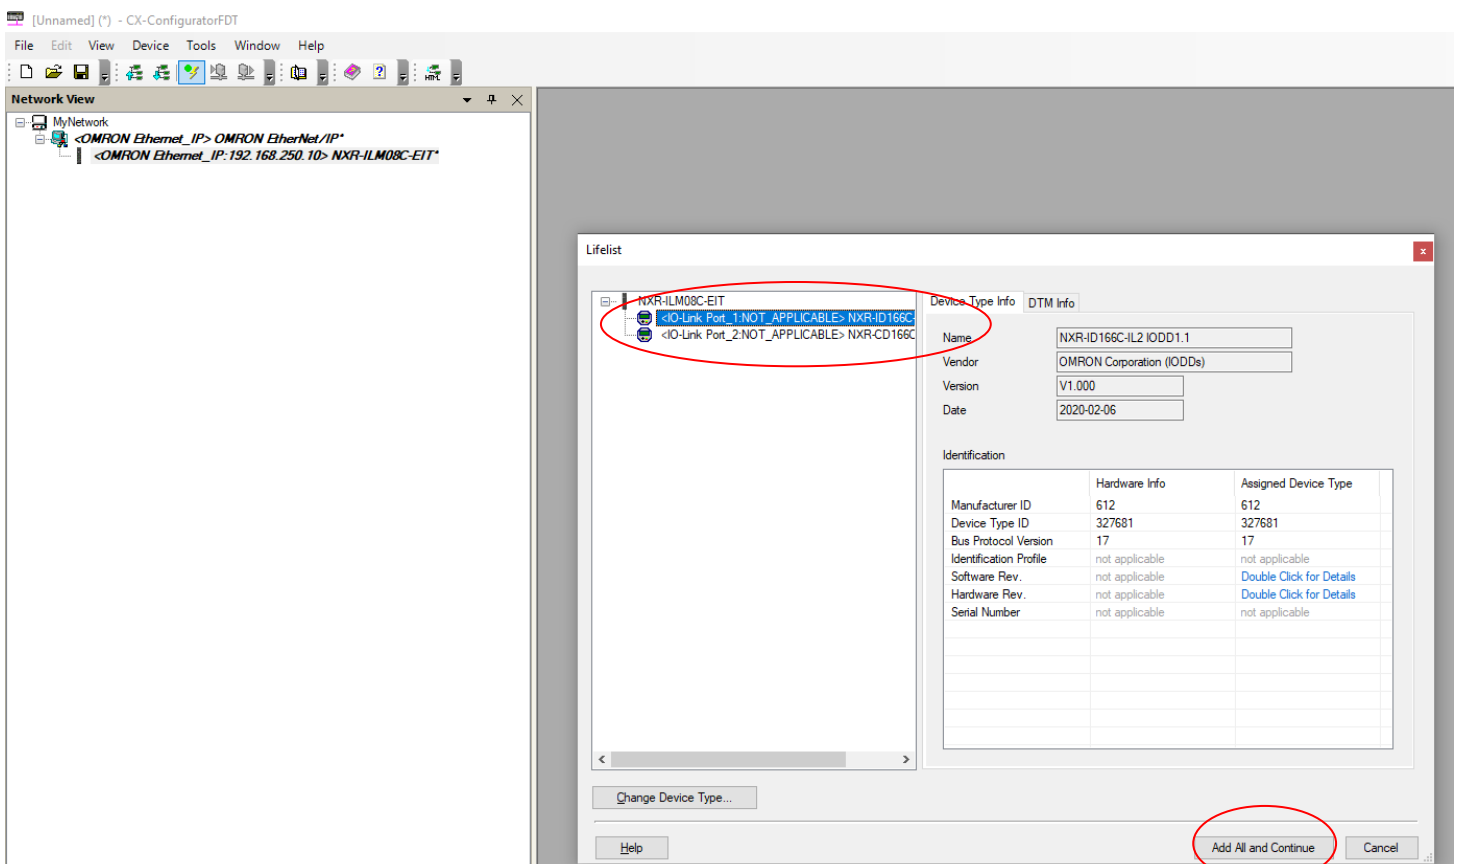 [Unnamed] (*) - CX-ConfiguratorFDT
File Edit View Device Tools Window Help
Network View
MyNetwork
<OMRON Ethernet_IP> OMRON EtherNet/IP*
<OMRON Ethernet_IP:192.168.250.10> NXR-ILM08C-EIT*
Lifelist
NXR-ILM08C-EIT
<IO-Link Port_1:NOT_APPLICABLE> NXR-ID166C-
<IO-Link Port_2:NOT_APPLICABLE> NXR-CD166C
Device Type Info DTM Info
Name NXR-ID166C-IL2 IODD1.1
Vendor OMRON Corporation (IODDs)
Version V1.000
Date 2020-02-06
Identification
Hardware Info Assigned Device Type
Manufacturer ID 612 612
Device Type ID 327681 327681
Bus Protocol Version 17 17
Identification Profile not applicable not applicable
Software Rev. not applicable Double Click for Details
Hardware Rev. not applicable Double Click for Details
Serial Number not applicable not applicable
Change Device Type...
Help Add All and Continue Cancel